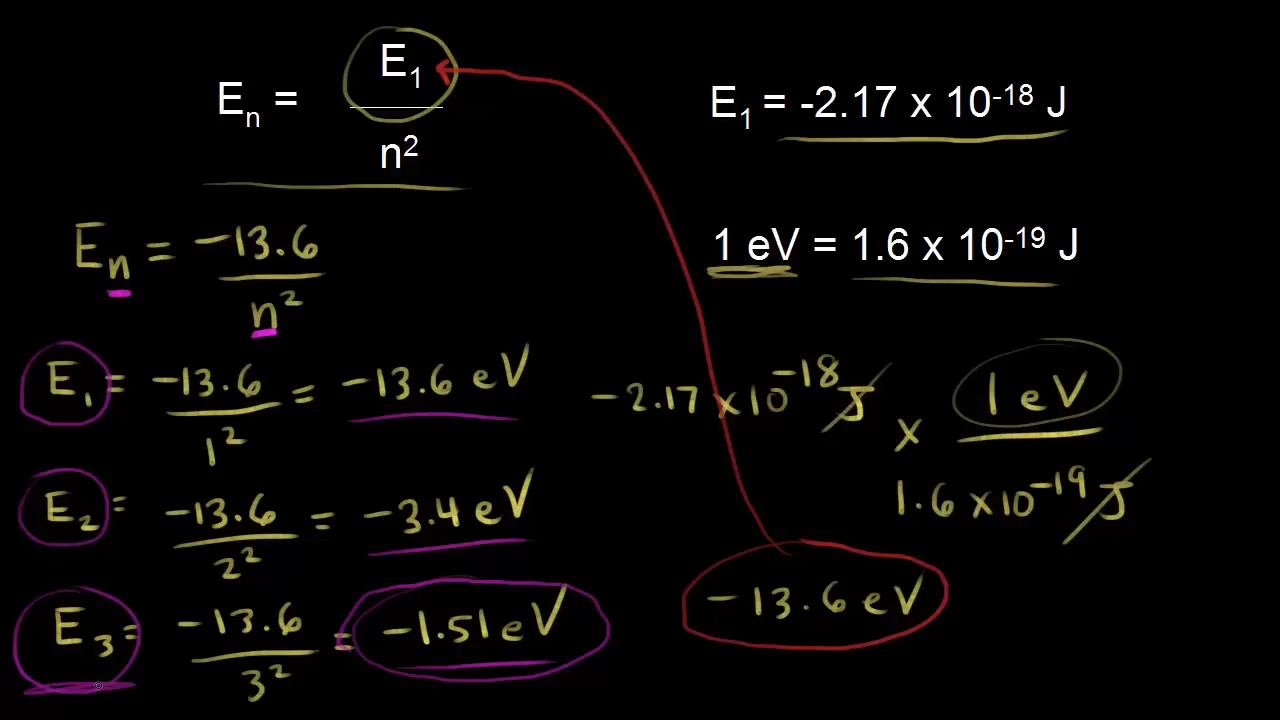 Eₙ = E₁ / n²
E₁ = -2.17 x 10⁻¹⁸ J
1 eV = 1.6 x 10⁻¹⁹ J
Eₙ = -13.6 / n²
E₁ = -13.6 / 1² = -13.6 eV
E₂ = -13.6 / 2² = -3.4 eV
E₃ = -13.6 / 3² = -1.51 eV
-2.17 x 10⁻¹⁸ J x 1 eV / 1.6 x 10⁻¹⁹ J
-13.6 eV